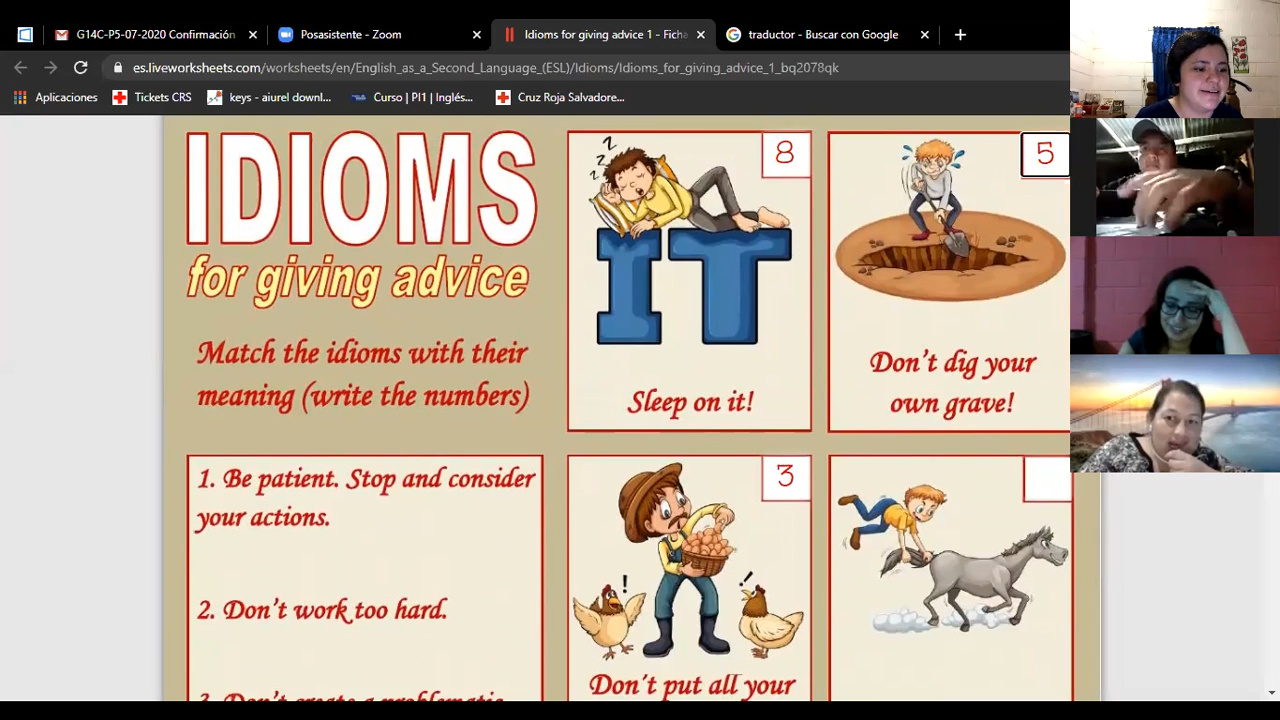 G14C-P5-07-2020 Confirmación
Posasistente - Zoom
Idioms for giving advice 1 - Ficha
traductor - Buscar con Google
es.liveworksheets.com/worksheets/en/English_as_a_Second_Language_(ESL)/Idioms/Idioms_for_giving_advice_1_bq2078qk
Aplicaciones
Tickets CRS
keys - aiurel downl...
Curso | PI1 | Inglés...
Cruz Roja Salvadore...
IDIOMS
for giving advice
Match the idioms with their
meaning (write the numbers)
8
z z z
IT
Sleep on it!
5
Don't dig your
own grave!
1. Be patient. Stop and consider
your actions.
2. Don't work too hard.
3. Don't create a problematic
3
! !
Don't put all your